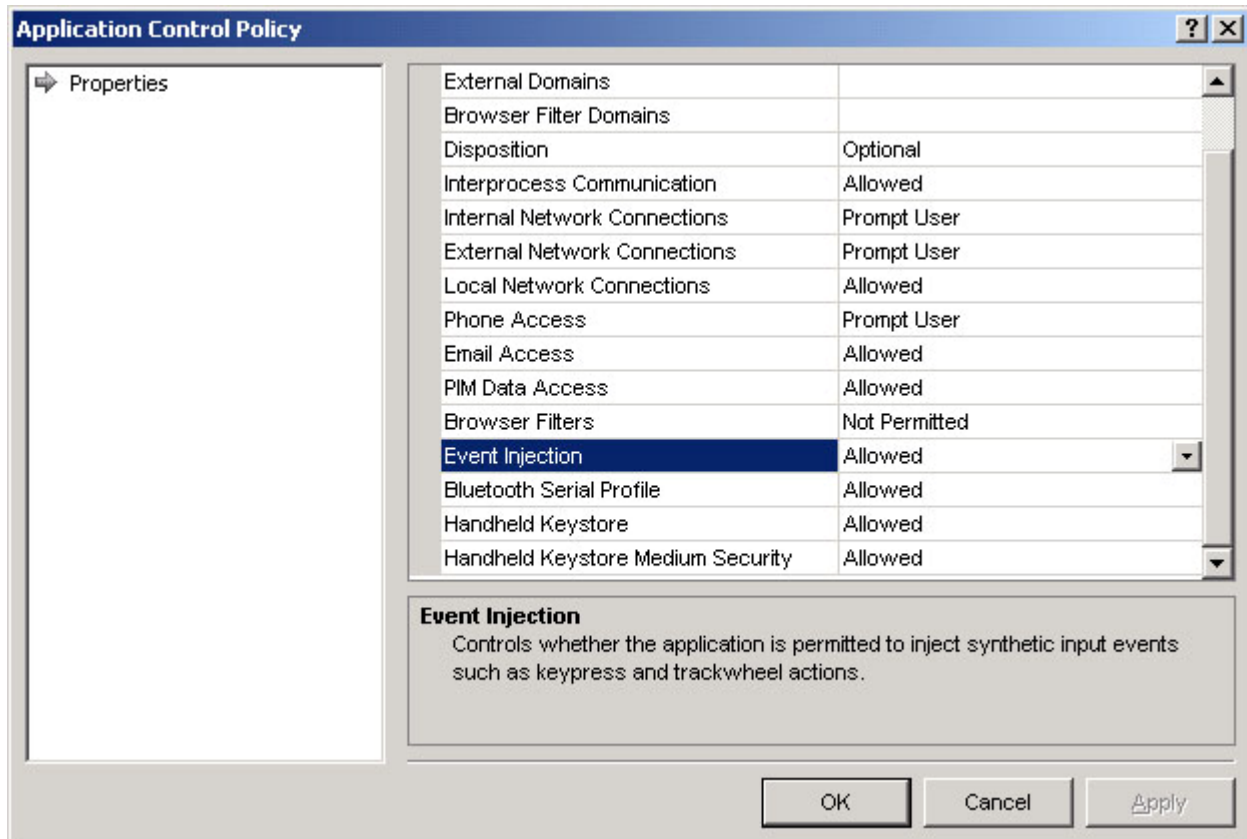 Application Control Policy
Properties
External Domains
Browser Filter Domains
Disposition Optional
Interprocess Communication Allowed
Internal Network Connections Prompt User
External Network Connections Prompt User
Local Network Connections Allowed
Phone Access Prompt User
Email Access Allowed
PIM Data Access Allowed
Browser Filters Not Permitted
Event Injection Allowed
Bluetooth Serial Profile Allowed
Handheld Keystore Allowed
Handheld Keystore Medium Security Allowed
Event Injection
Controls whether the application is permitted to inject synthetic input events
such as keypress and trackwheel actions.
OK Cancel Apply